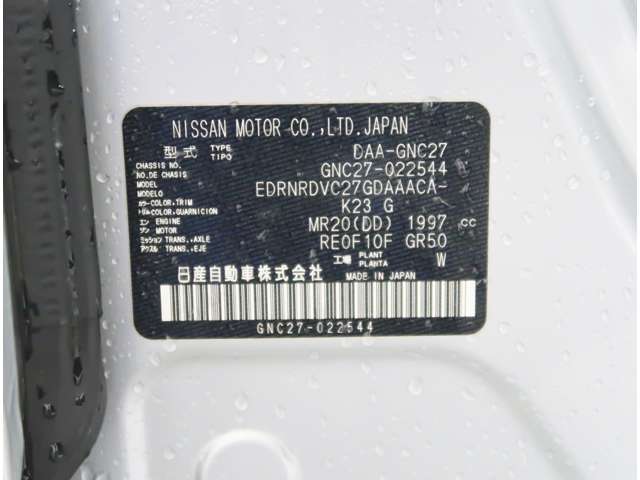 NISSAN MOTOR CO.,LTD.JAPAN
型式 TYPE TIPO DAA-GNC27
CHASSIS NO. NO.DE CHASIS GNC27-022544
MODEL MODELO EDRNRDVC27GDAAACA-
カラー COLOR,TRIM トリム COLOR,GUARNICION K23 G
エン ENGINE ジン MOTOR MR20(DD) 1997 cc
ミッション TRANS.,AXLE アクスル TRANS.,EJE RE0F10F GR50
工場 PLANT PLANTA W
日産自動車株式会社 MADE IN JAPAN
GNC27-022544